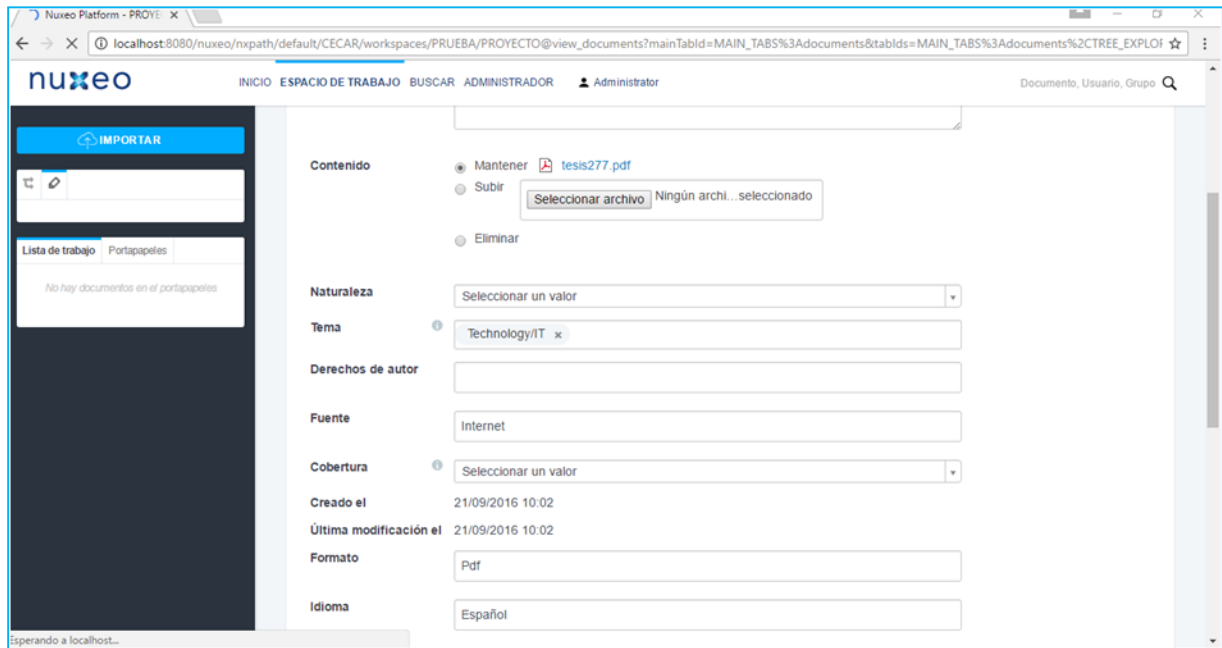 Nuxeo Platform - PROYE
localhost:8080/nuxeo/nxpath/default/CECAR/workspaces/PRUEBA/PROYECTO@view_documents?mainTabId=MAIN_TABS%3Adocuments&tabIds=MAIN_TABS%3Adocuments%2CTREE_EXPLOF
nuxeo INICIO ESPACIO DE TRABAJO BUSCAR ADMINISTRADOR Administrator Documento, Usuario, Grupo
IMPORTAR
Lista de trabajo Portapapeles
No hay documentos en el portapapeles
Contenido Mantener tesis277.pdf
Subir Seleccionar archivo Ningún archi...seleccionado
Eliminar
Naturaleza Seleccionar un valor
Tema Technology/IT ×
Derechos de autor
Fuente Internet
Cobertura Seleccionar un valor
Creado el 21/09/2016 10:02
Última modificación el 21/09/2016 10:02
Formato Pdf
Idioma Español
Esperando a localhost...